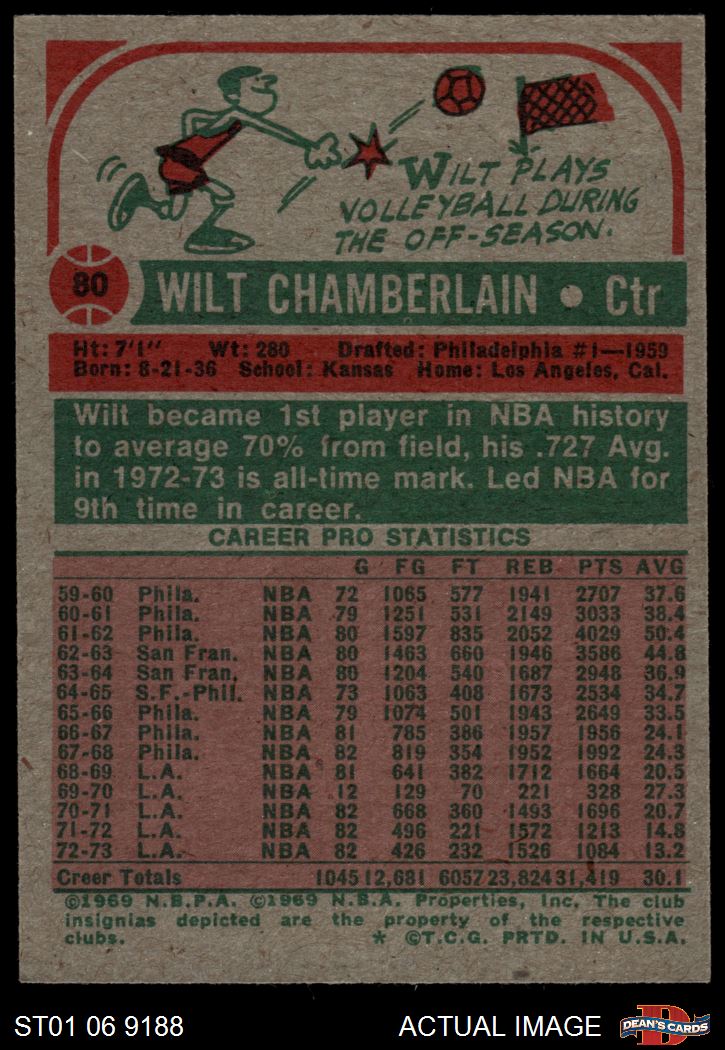 WILT PLAYS
VOLLEYBALL DURING
THE OFF-SEASON.
80 WILT CHAMBERLAIN • Ctr
Ht: 7'1" Wt: 280 Drafted: Philadelphia #1—1959
Born: 8-21-36 School: Kansas Home: Los Angeles, Cal.
Wilt became 1st player in NBA history
to average 70% from field, his .727 Avg.
in 1972-73 is all-time mark. Led NBA for
9th time in career.
CAREER PRO STATISTICS
G FG FT REB PTS AVG
59-60 Phila. NBA 72 1065 577 1941 2707 37.6
60-61 Phila. NBA 79 1251 531 2149 3033 38.4
61-62 Phila. NBA 80 1597 835 2052 4029 50.4
62-63 San Fran. NBA 80 1463 660 1946 3586 44.8
63-64 San Fran. NBA 80 1204 540 1687 2948 36.9
64-65 S.F.-Phil. NBA 73 1063 408 1673 2534 34.7
65-66 Phila. NBA 79 1074 501 1943 2649 33.5
66-67 Phila. NBA 81 785 386 1957 1956 24.1
67-68 Phila. NBA 82 819 354 1952 1992 24.3
68-69 L.A. NBA 81 641 382 1712 1664 20.5
69-70 L.A. NBA 12 129 70 221 328 27.3
70-71 L.A. NBA 82 668 360 1493 1696 20.7
71-72 L.A. NBA 82 496 221 1572 1213 14.8
72-73 L.A. NBA 82 426 232 1526 1084 13.2
Creer Totals 1045 12,681 6057 23,824 31,419 30.1
©1969 N.B.P.A. ©1969 N.B.A. Properties, Inc. The club
insignias depicted are the property of the respective
clubs. * ©T.C.G. PRTD. IN U.S.A.
ST01 06 9188 ACTUAL IMAGE DEAN'S CARDS